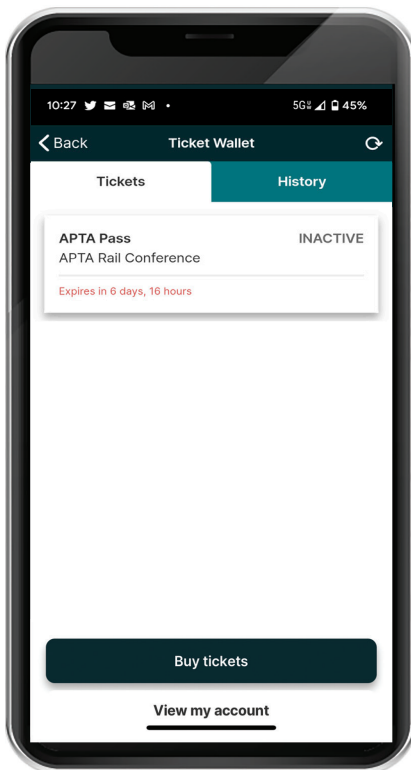 10:27 5G 45%
Back Ticket Wallet
Tickets History
APTA Pass INACTIVE
APTA Rail Conference
Expires in 6 days, 16 hours
Buy tickets
View my account